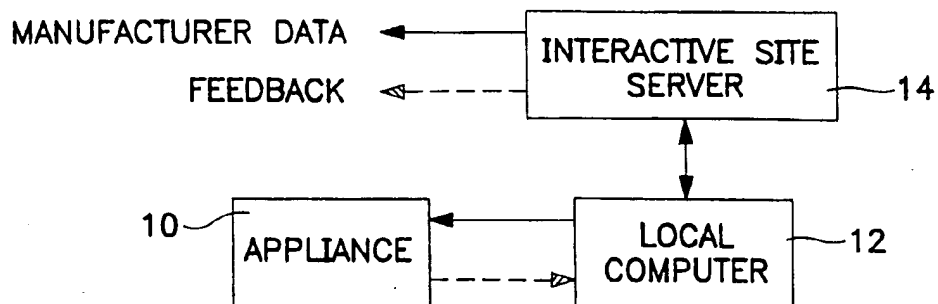 MANUFACTURER DATA
FEEDBACK
INTERACTIVE SITE
SERVER
14
10
APPLIANCE
LOCAL
COMPUTER
12